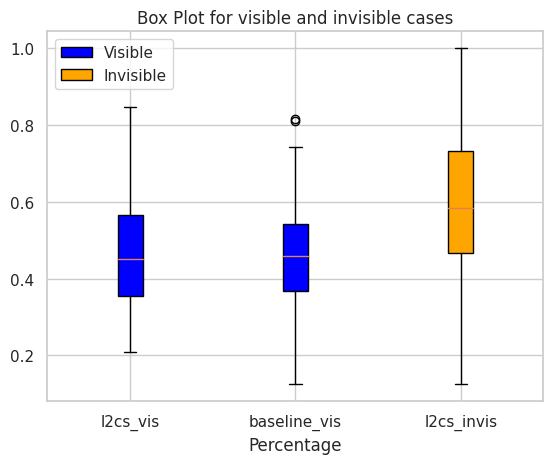 Box Plot for visible and invisible cases
Visible
Invisible
1.0
0.8
0.6
0.4
0.2
l2cs_vis baseline_vis l2cs_invis
Percentage